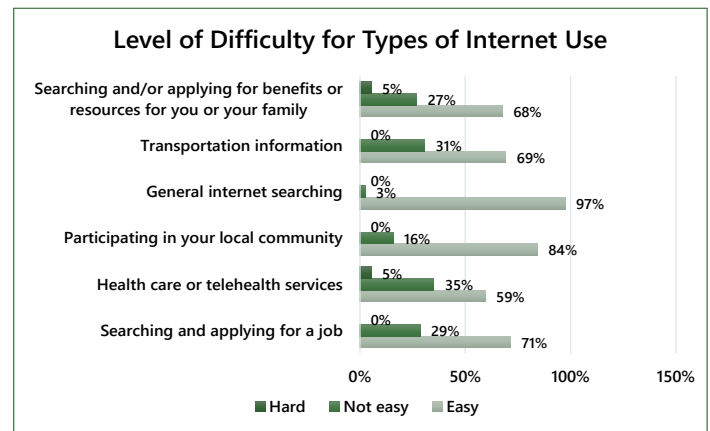 Level of Difficulty for Types of Internet Use
Searching and/or applying for benefits or
resources for you or your family
5%
27%
68%
Transportation information
0%
31%
69%
General internet searching
0%
3%
97%
Participating in your local community
0%
16%
84%
Health care or telehealth services
5%
35%
59%
Searching and applying for a job
0%
29%
71%
0% 50% 100% 150%
Hard Not easy Easy